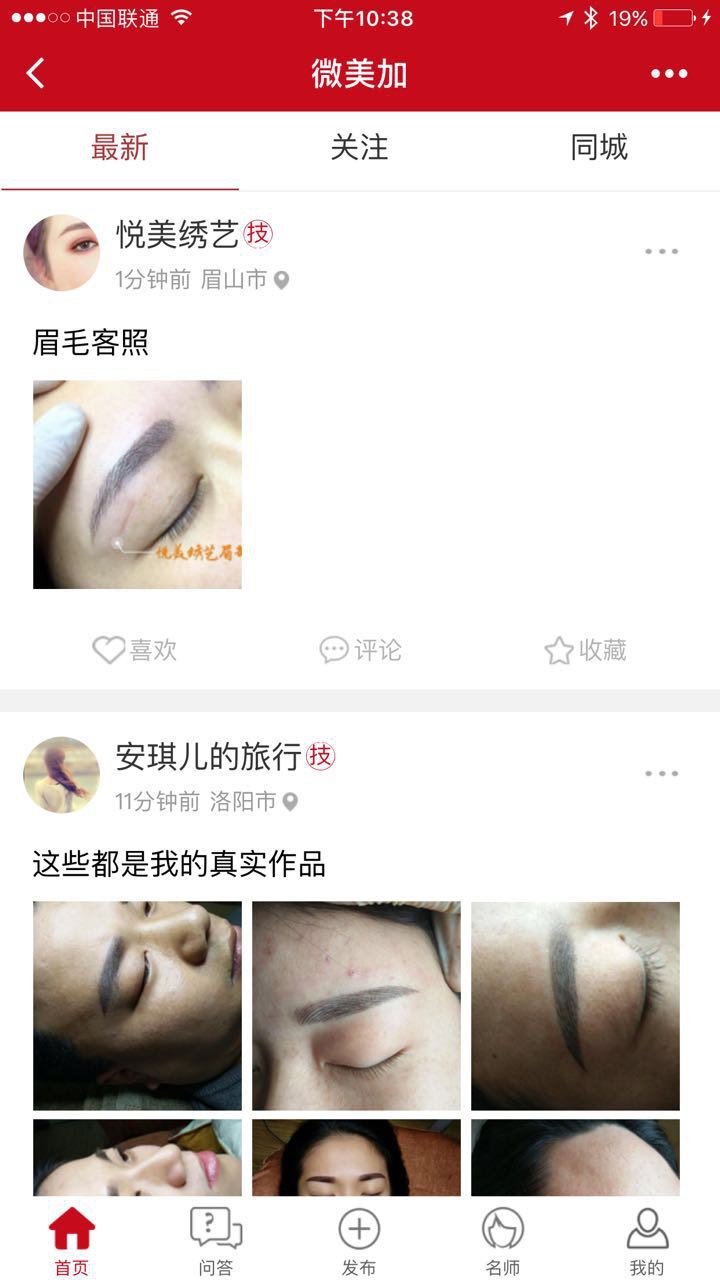 中国联通
下午10:38
19%
微美加
最新
关注
同城
悦美绣艺 技
1分钟前 眉山市
眉毛客照
悦美绣艺眉
喜欢
评论
收藏
安琪儿的旅行 技
11分钟前 洛阳市
这些都是我的真实作品
首页
问答
发布
名师
我的